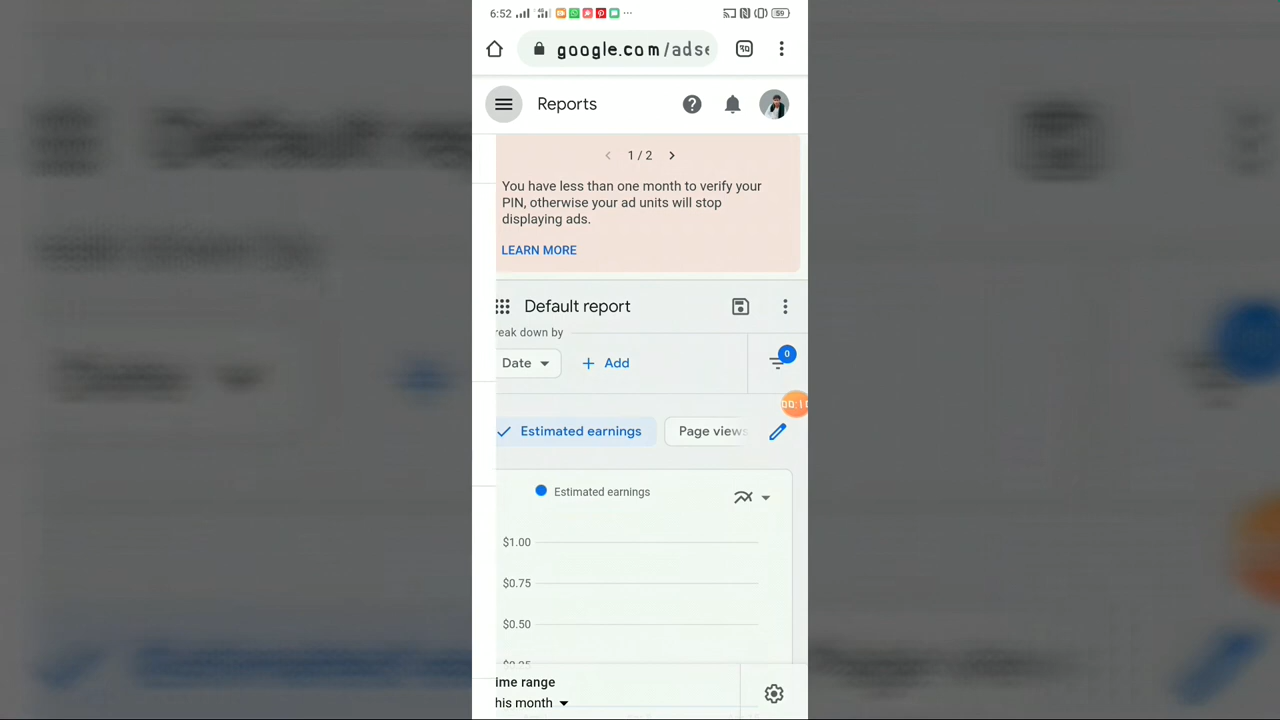 6:52
59
google.com/adse
Reports
1 / 2
You have less than one month to verify your
PIN, otherwise your ad units will stop
displaying ads.
LEARN MORE
Default report
reak down by
Date
0
+ Add
Estimated earnings
Page views
Estimated earnings
$1.00
$0.75
$0.50
ime range
his month